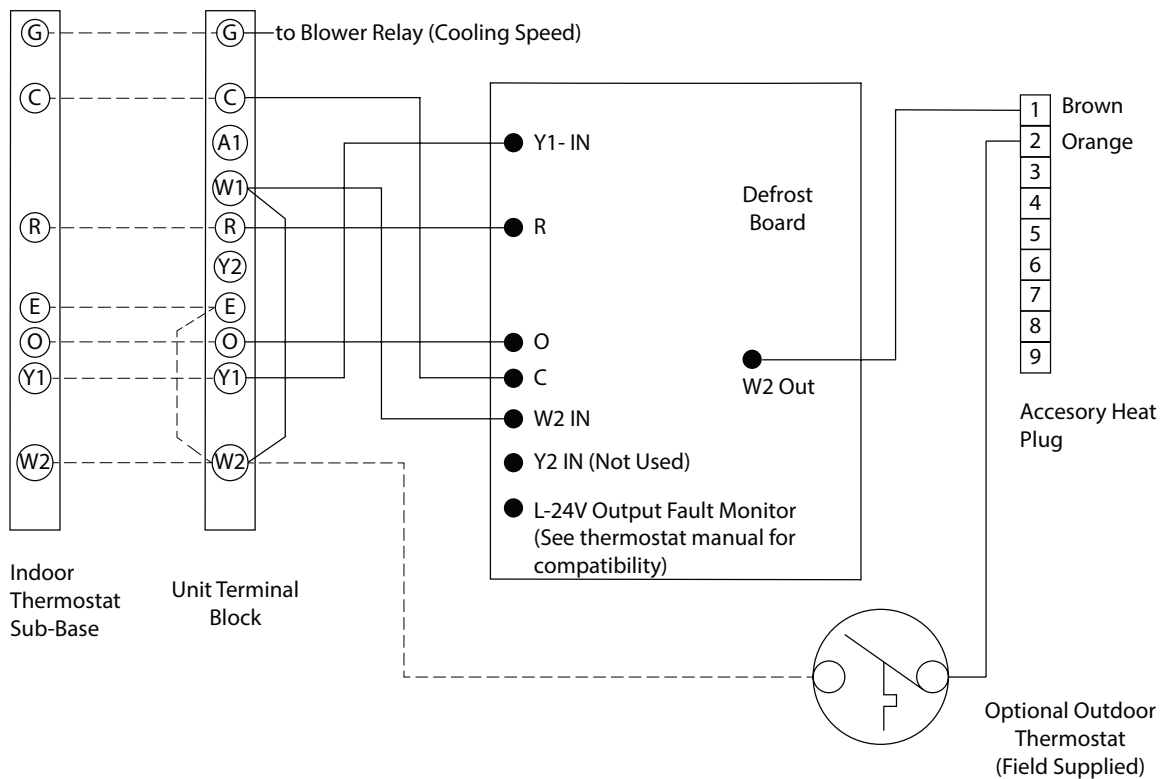 G
C
R
E
O
Y1
W2
Indoor
Thermostat
Sub-Base
G
C
A1
W1
R
Y2
E
O
Y1
W2
Unit Terminal
Block
to Blower Relay (Cooling Speed)
Y1- IN
R
O
C
W2 IN
Y2 IN (Not Used)
L-24V Output Fault Monitor
(See thermostat manual for
compatibility)
Defrost
Board
W2 Out
1 Brown
2 Orange
3
4
5
6
7
8
9
Accesory Heat
Plug
Optional Outdoor
Thermostat
(Field Supplied)